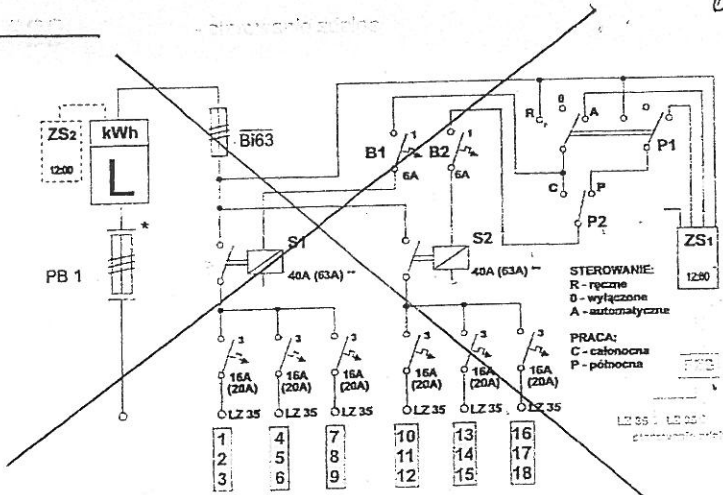 ZS2
12:00
kWh
L
*
PB 1
Bi63
B1
1
6A
B2
1
6A
R
0
A
P1
C
P
P2
ZS1
12:00
S1
40A (63A) **
S2
40A (63A) **
STEROWANIE:
R - ręczne
0 - wyłączone
A - automatyczne
PRACA:
C - całonocna
P - północna
3
3
3
3
3
3
16A
16A
16A
16A
16A
16A
(20A)
(20A)
(20A)
(20A)
(20A)
(20A)
LZ 35
LZ 35
LZ 35
LZ 35
LZ 35
LZ 35
1
2
3
4
5
6
7
8
9
10
11
12
13
14
15
16
17
18
LZ 35